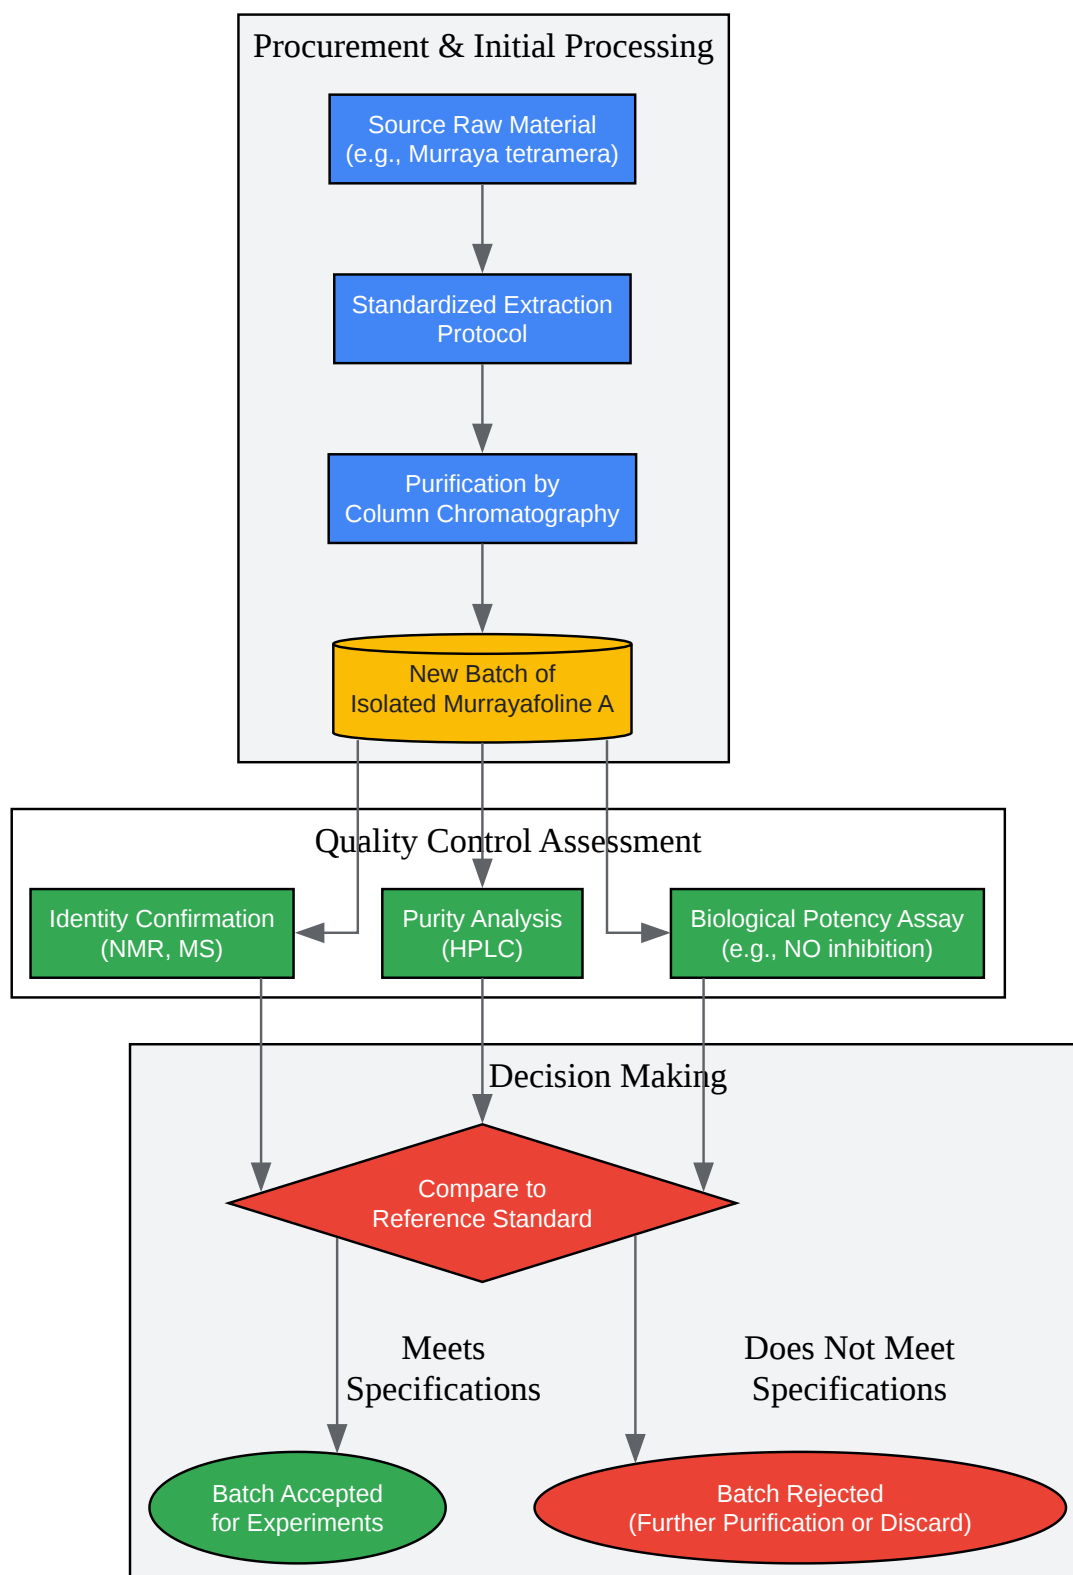 Procurement & Initial Processing
Source Raw Material
(e.g., Murraya tetramera)
Standardized Extraction
Protocol
Purification by
Column Chromatography
New Batch of
Isolated Murrayafoline A
Quality Control Assessment
Identity Confirmation
(NMR, MS)
Purity Analysis
(HPLC)
Biological Potency Assay
(e.g., NO inhibition)
Decision Making
Compare to
Reference Standard
Meets
Specifications
Does Not Meet
Specifications
Batch Accepted
for Experiments
Batch Rejected
(Further Purification or Discard)